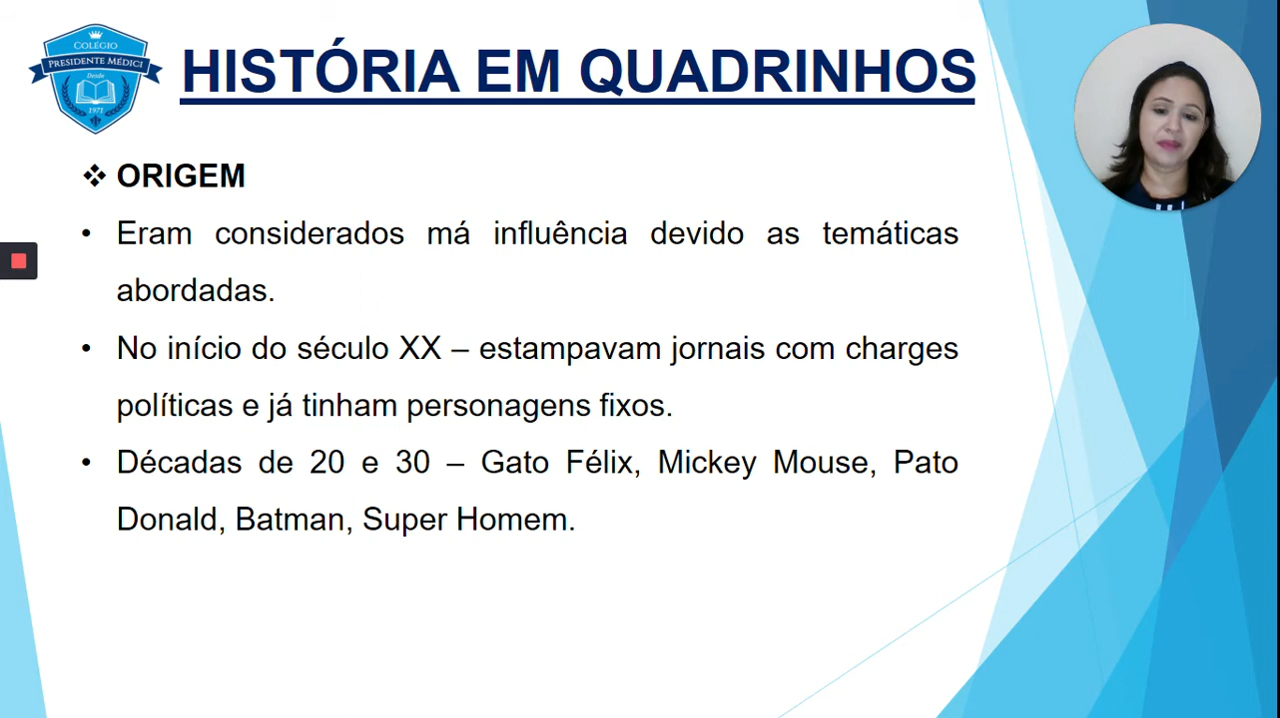 COLÉGIO
PRESIDENTE MÉDICI
Desde
1971
HISTÓRIA EM QUADRINHOS
❖ ORIGEM
• Eram considerados má influência devido as temáticas
abordadas.
• No início do século XX – estampavam jornais com charges
políticas e já tinham personagens fixos.
• Décadas de 20 e 30 – Gato Félix, Mickey Mouse, Pato
Donald, Batman, Super Homem.